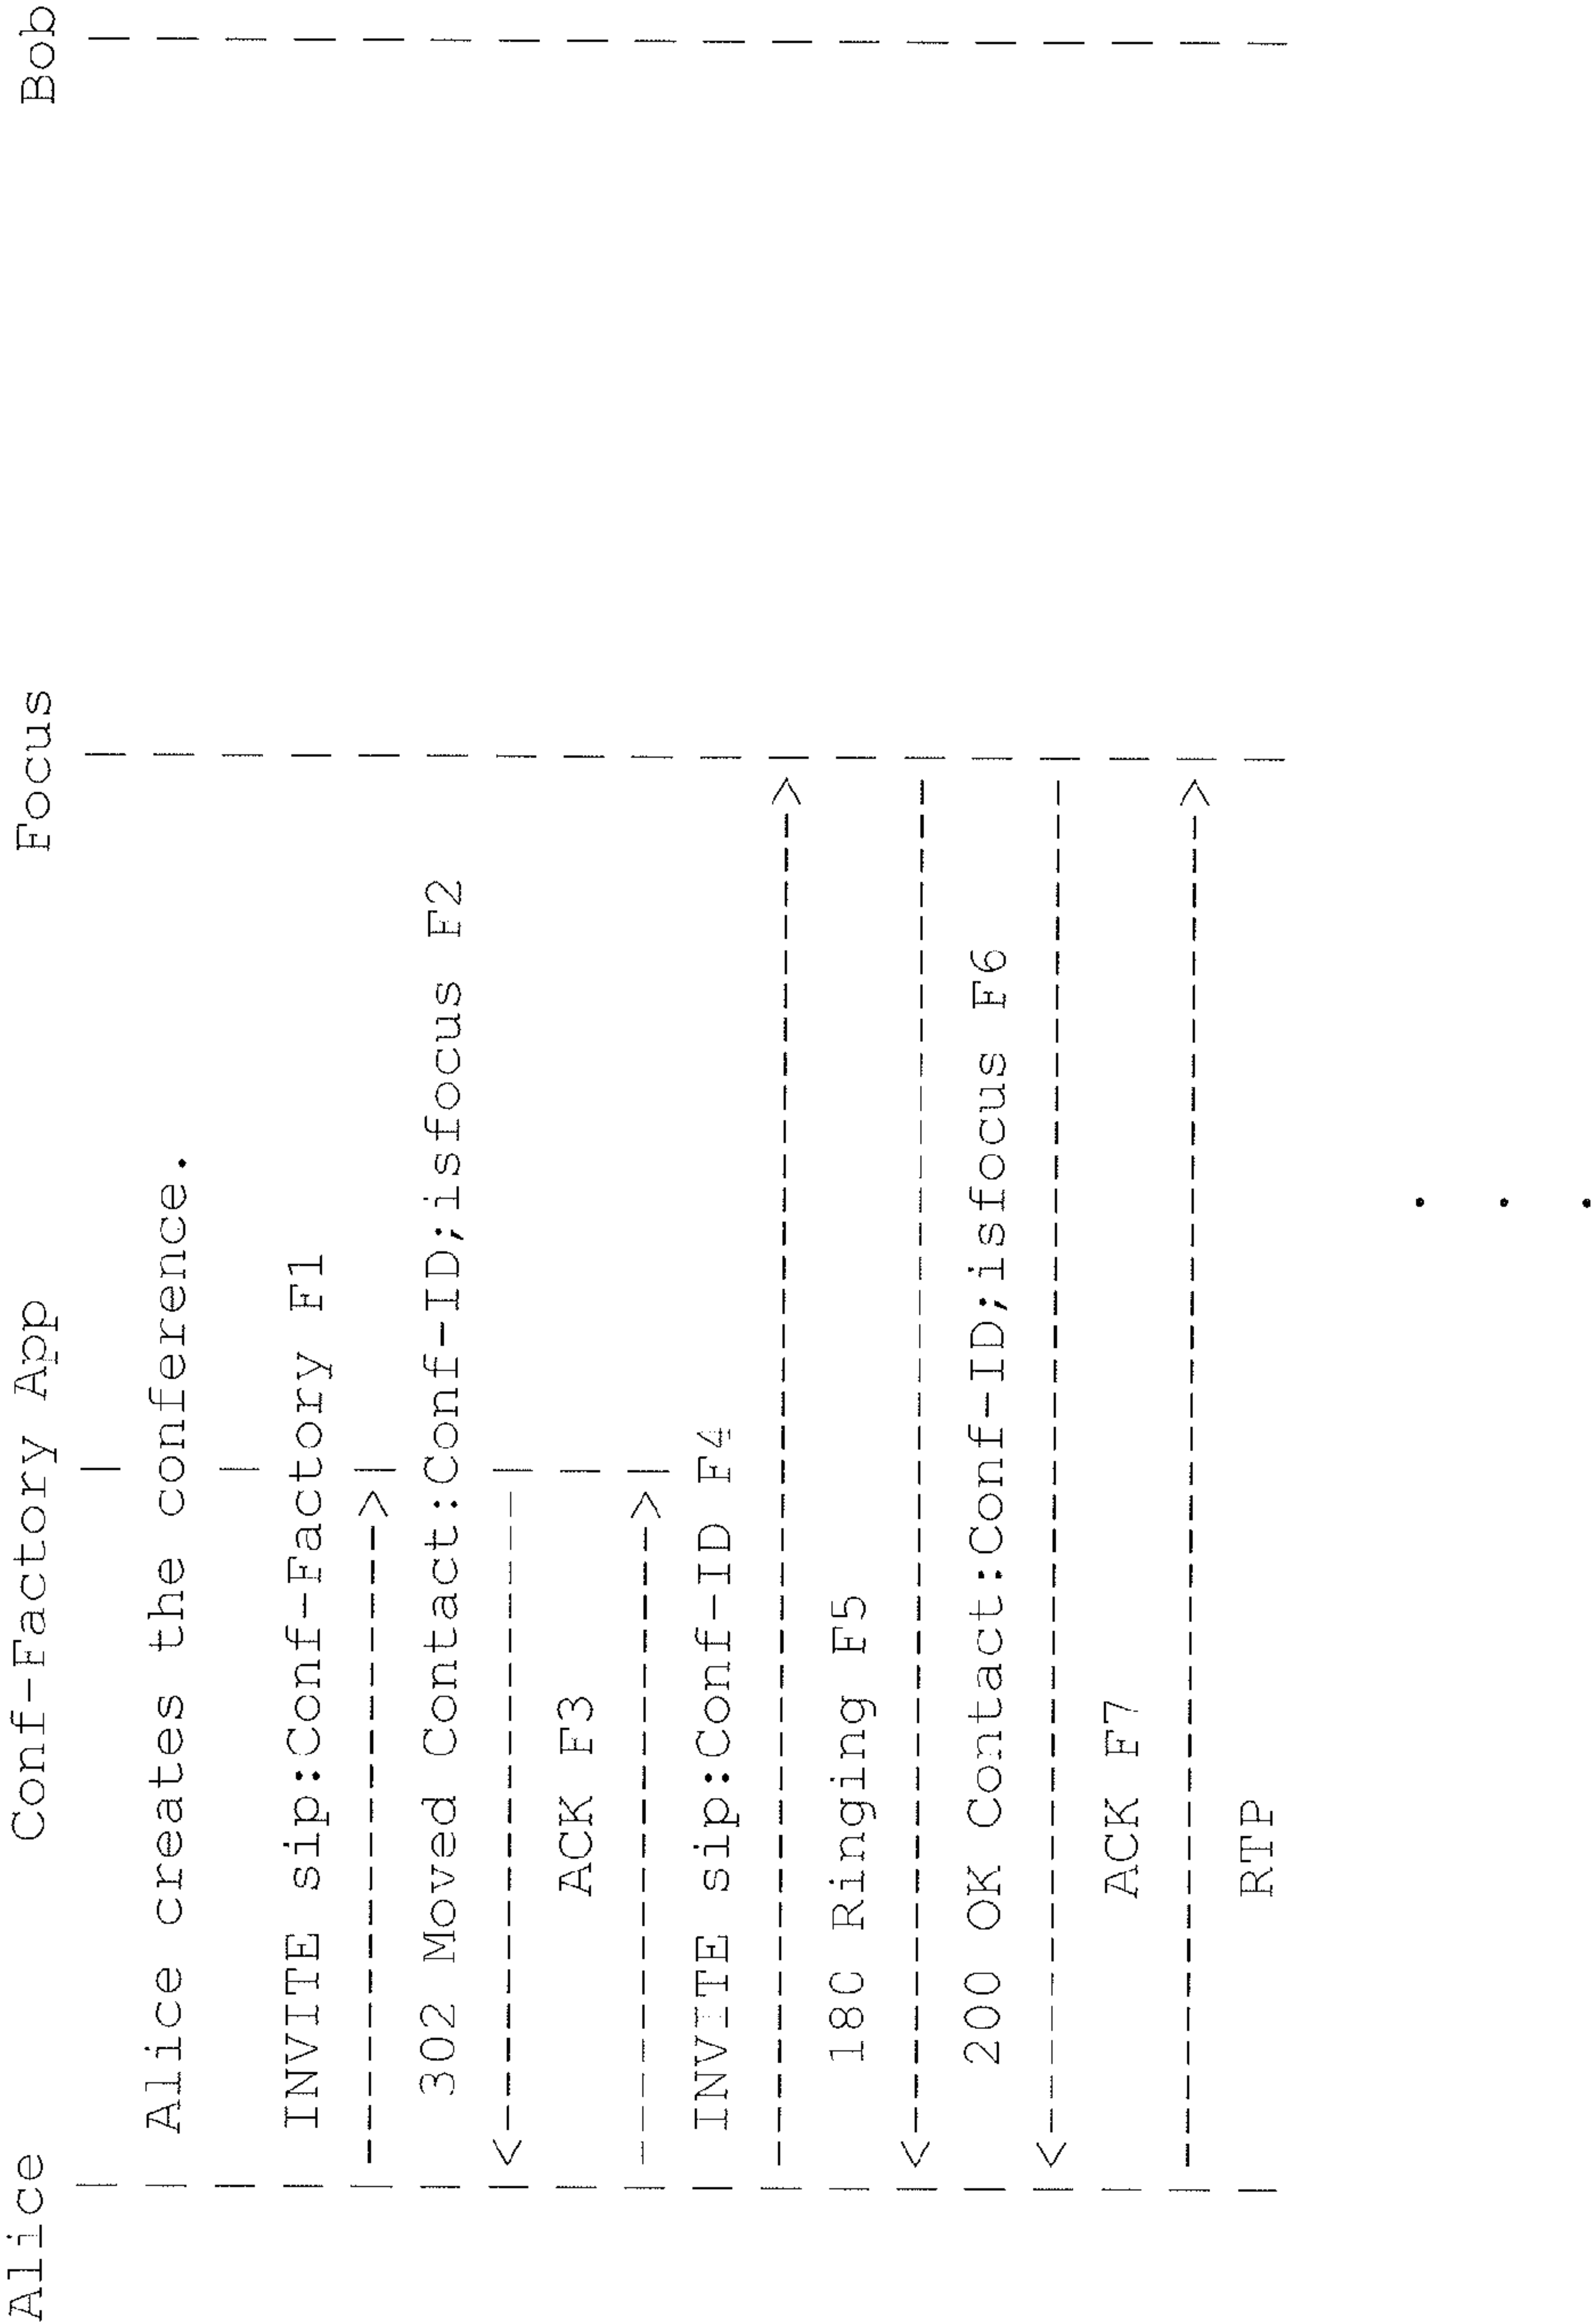 Alice Conf-Factory App Focus Bob
Alice creates the conference.
INVITE sip:Conf-Factory F1
302 Moved Contact:Conf-ID;isfocus F2
ACK F3
INVITE sip:Conf-ID F4
180 Ringing F5
200 OK Contact:Conf-ID;isfocus F6
ACK F7
RTP